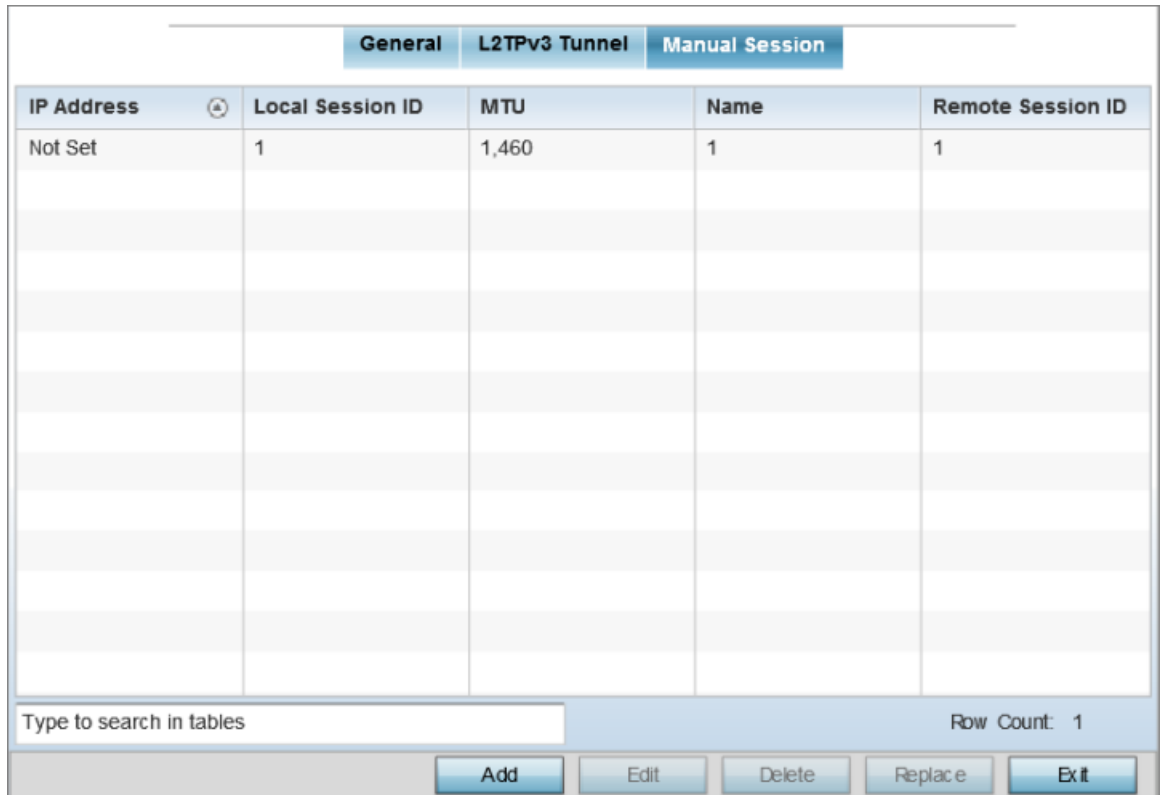 General L2TPv3 Tunnel Manual Session
IP Address Local Session ID MTU Name Remote Session ID
Not Set 1 1,460 1 1
Type to search in tables Row Count: 1
Add Edit Delete Replace Exit